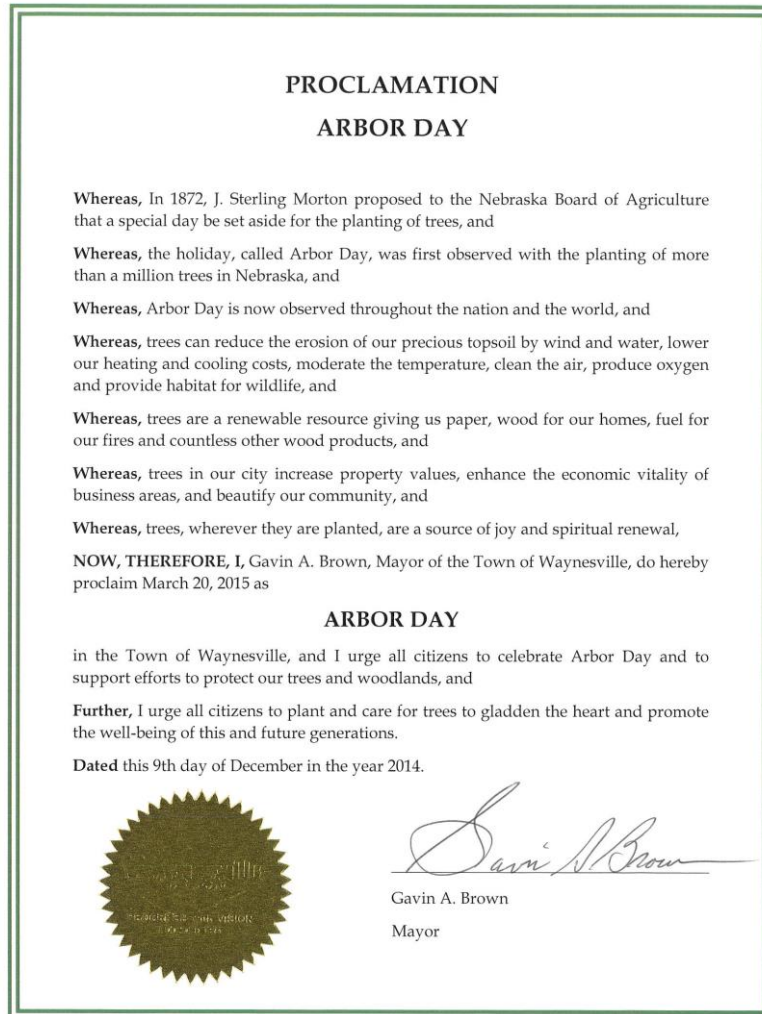 PROCLAMATION
ARBOR DAY
Whereas, In 1872, J. Sterling Morton proposed to the Nebraska Board of Agriculture
that a special day be set aside for the planting of trees, and
Whereas, the holiday, called Arbor Day, was first observed with the planting of more
than a million trees in Nebraska, and
Whereas, Arbor Day is now observed throughout the nation and the world, and
Whereas, trees can reduce the erosion of our precious topsoil by wind and water, lower
our heating and cooling costs, moderate the temperature, clean the air, produce oxygen
and provide habitat for wildlife, and
Whereas, trees are a renewable resource giving us paper, wood for our homes, fuel for
our fires and countless other wood products, and
Whereas, trees in our city increase property values, enhance the economic vitality of
business areas, and beautify our community, and
Whereas, trees, wherever they are planted, are a source of joy and spiritual renewal,
NOW, THEREFORE, I, Gavin A. Brown, Mayor of the Town of Waynesville, do hereby
proclaim March 20, 2015 as
ARBOR DAY
in the Town of Waynesville, and I urge all citizens to celebrate Arbor Day and to
support efforts to protect our trees and woodlands, and
Further, I urge all citizens to plant and care for trees to gladden the heart and promote
the well-being of this and future generations.
Dated this 9th day of December in the year 2014.
Gavin A. Brown
PROGRESS WITH VISION
Gavin A. Brown
Mayor